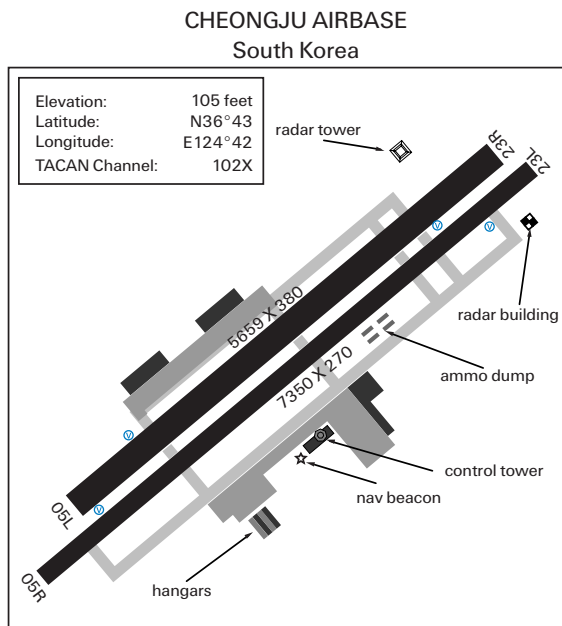 CHEONGJU AIRBASE
South Korea
Elevation: 105 feet
Latitude: N36°43
Longitude: E124°42
TACAN Channel: 102X
radar tower
23R
23L
V
V
radar building
5659 X 380
7350 X 270
ammo dump
V
control tower
nav beacon
05L
V
05R
hangars